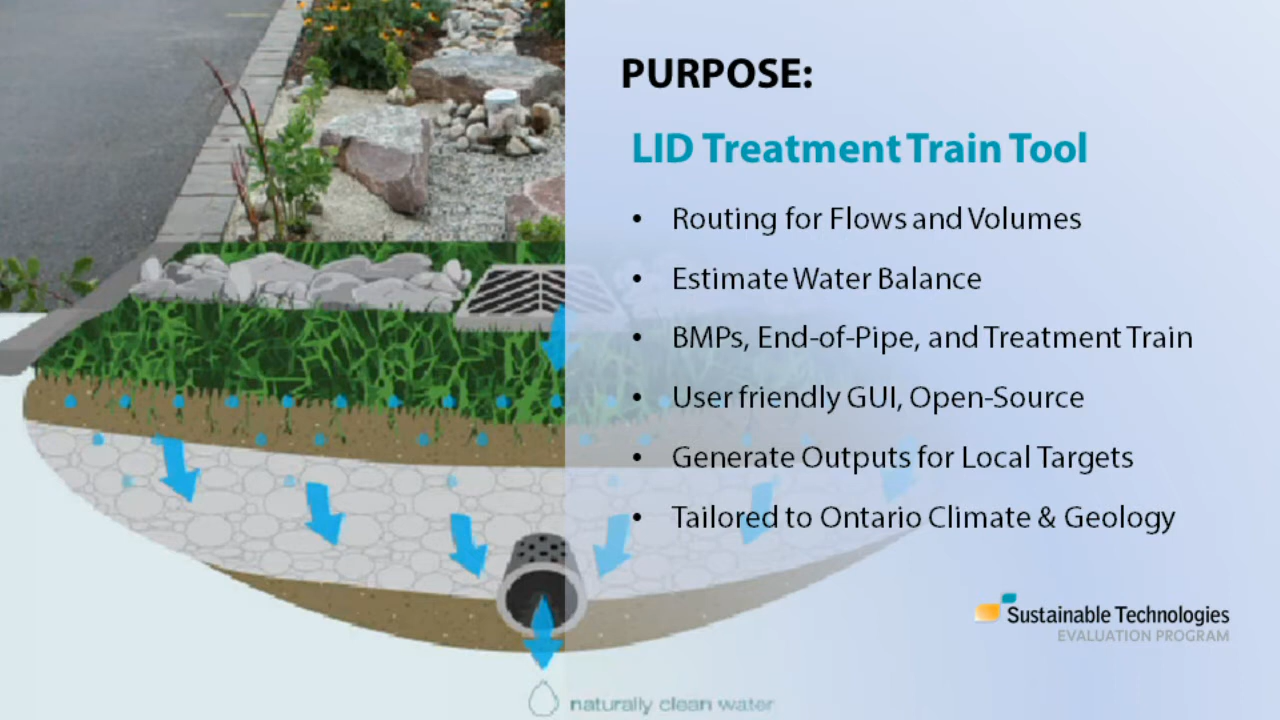 PURPOSE:
LID Treatment Train Tool
• Routing for Flows and Volumes
• Estimate Water Balance
• BMPs, End-of-Pipe, and Treatment Train
• User friendly GUI, Open-Source
• Generate Outputs for Local Targets
• Tailored to Ontario Climate & Geology
Sustainable Technologies
EVALUATION PROGRAM
naturally clean water